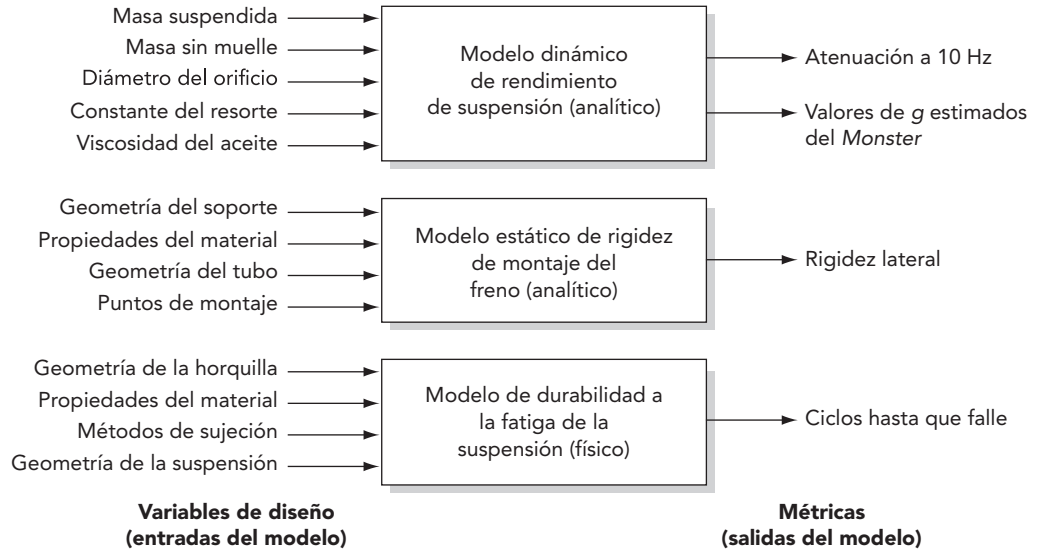 Masa suspendida
Masa sin muelle
Diámetro del orificio
Constante del resorte
Viscosidad del aceite
Modelo dinámico
de rendimiento
de suspensión (analítico)
Atenuación a 10 Hz
Valores de g estimados
del Monster
Geometría del soporte
Propiedades del material
Geometría del tubo
Puntos de montaje
Modelo estático de rigidez
de montaje del
freno (analítico)
Rigidez lateral
Geometría de la horquilla
Propiedades del material
Métodos de sujeción
Geometría de la suspensión
Modelo de durabilidad a
la fatiga de la
suspensión (físico)
Ciclos hasta que falle
Variables de diseño
(entradas del modelo)
Métricas
(salidas del modelo)